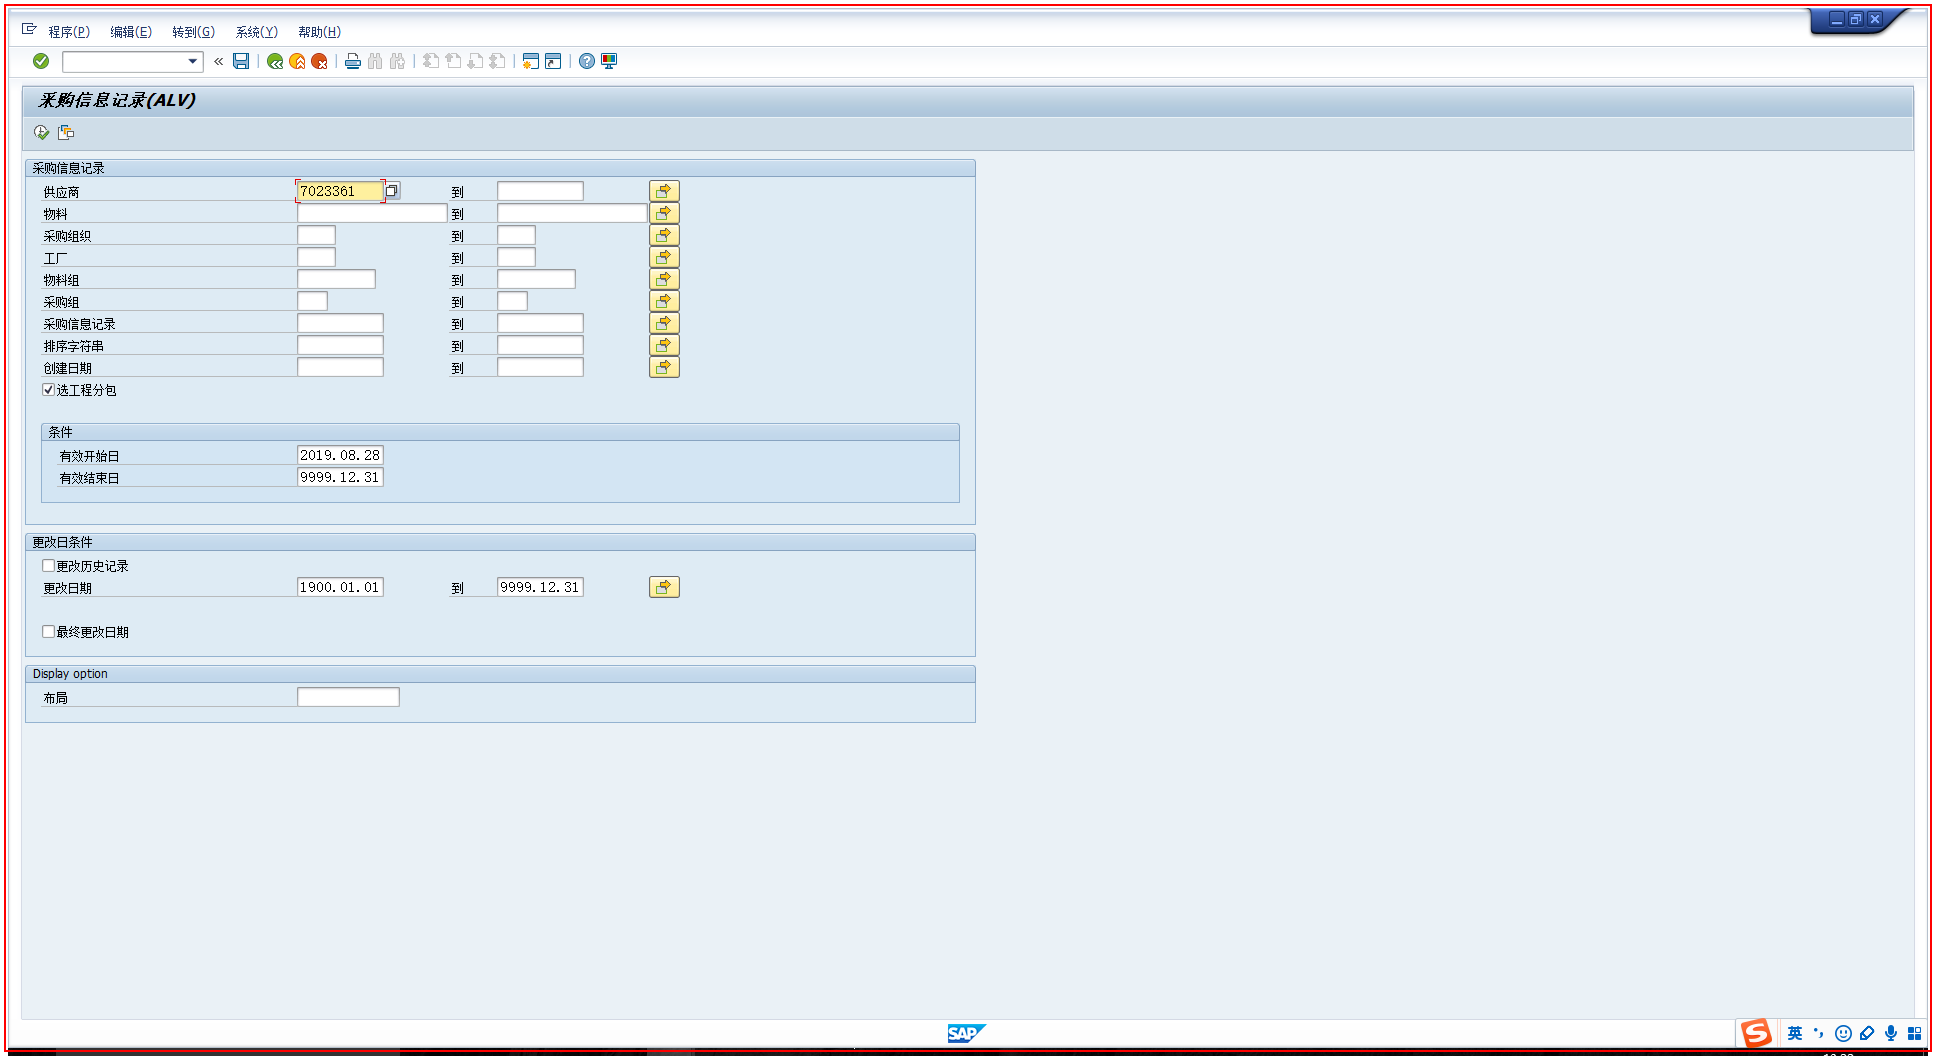 程序(P) 编辑(E) 转到(G) 系统(Y) 帮助(H)
采购信息记录(ALV)
采购信息记录
供应商 7023361 到
物料 到
采购组织 到
工厂 到
物料组 到
采购组 到
采购信息记录 到
排序字符串 到
创建日期 到
选工程分包
条件
有效开始日 2019.08.28
有效结束日 9999.12.31
更改日条件
更改历史记录
更改日期 1900.01.01 到 9999.12.31
最终更改日期
Display option
布局
SAP
S 英